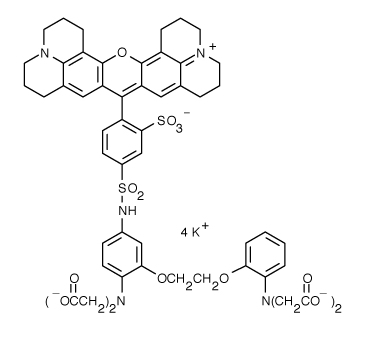 N O N +
SO3 −
SO2
NH
4 K+
O O
(−OCCH2)2N OCH2CH2O N(CH2CO−)2